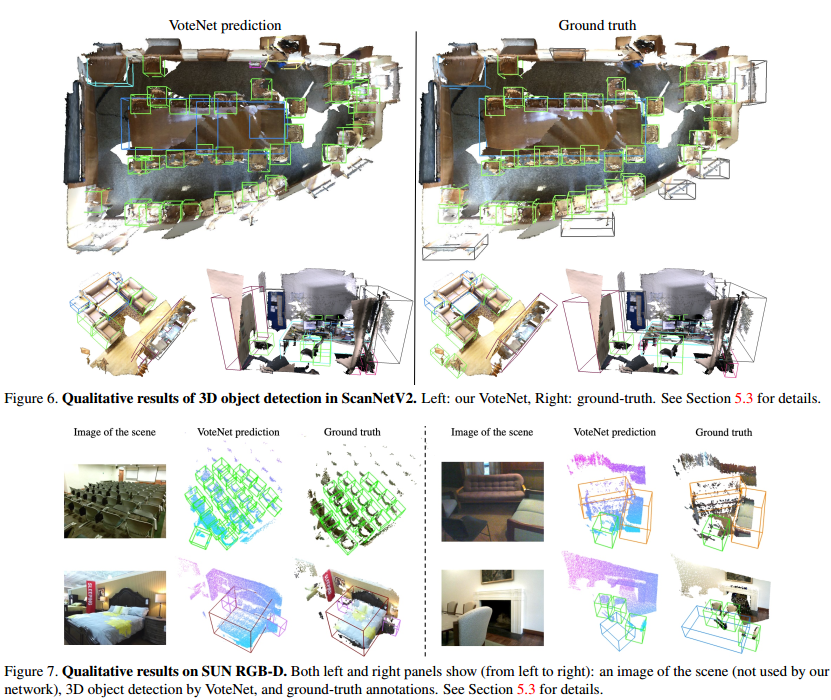 VoteNet prediction
Ground truth
Figure 6. Qualitative results of 3D object detection in ScanNetV2. Left: our VoteNet, Right: ground-truth. See Section 5.3 for details.
Image of the scene
VoteNet prediction
Ground truth
Image of the scene
VoteNet prediction
Ground truth
Figure 7. Qualitative results on SUN RGB-D. Both left and right panels show (from left to right): an image of the scene (not used by our
network), 3D object detection by VoteNet, and ground-truth annotations. See Section 5.3 for details.